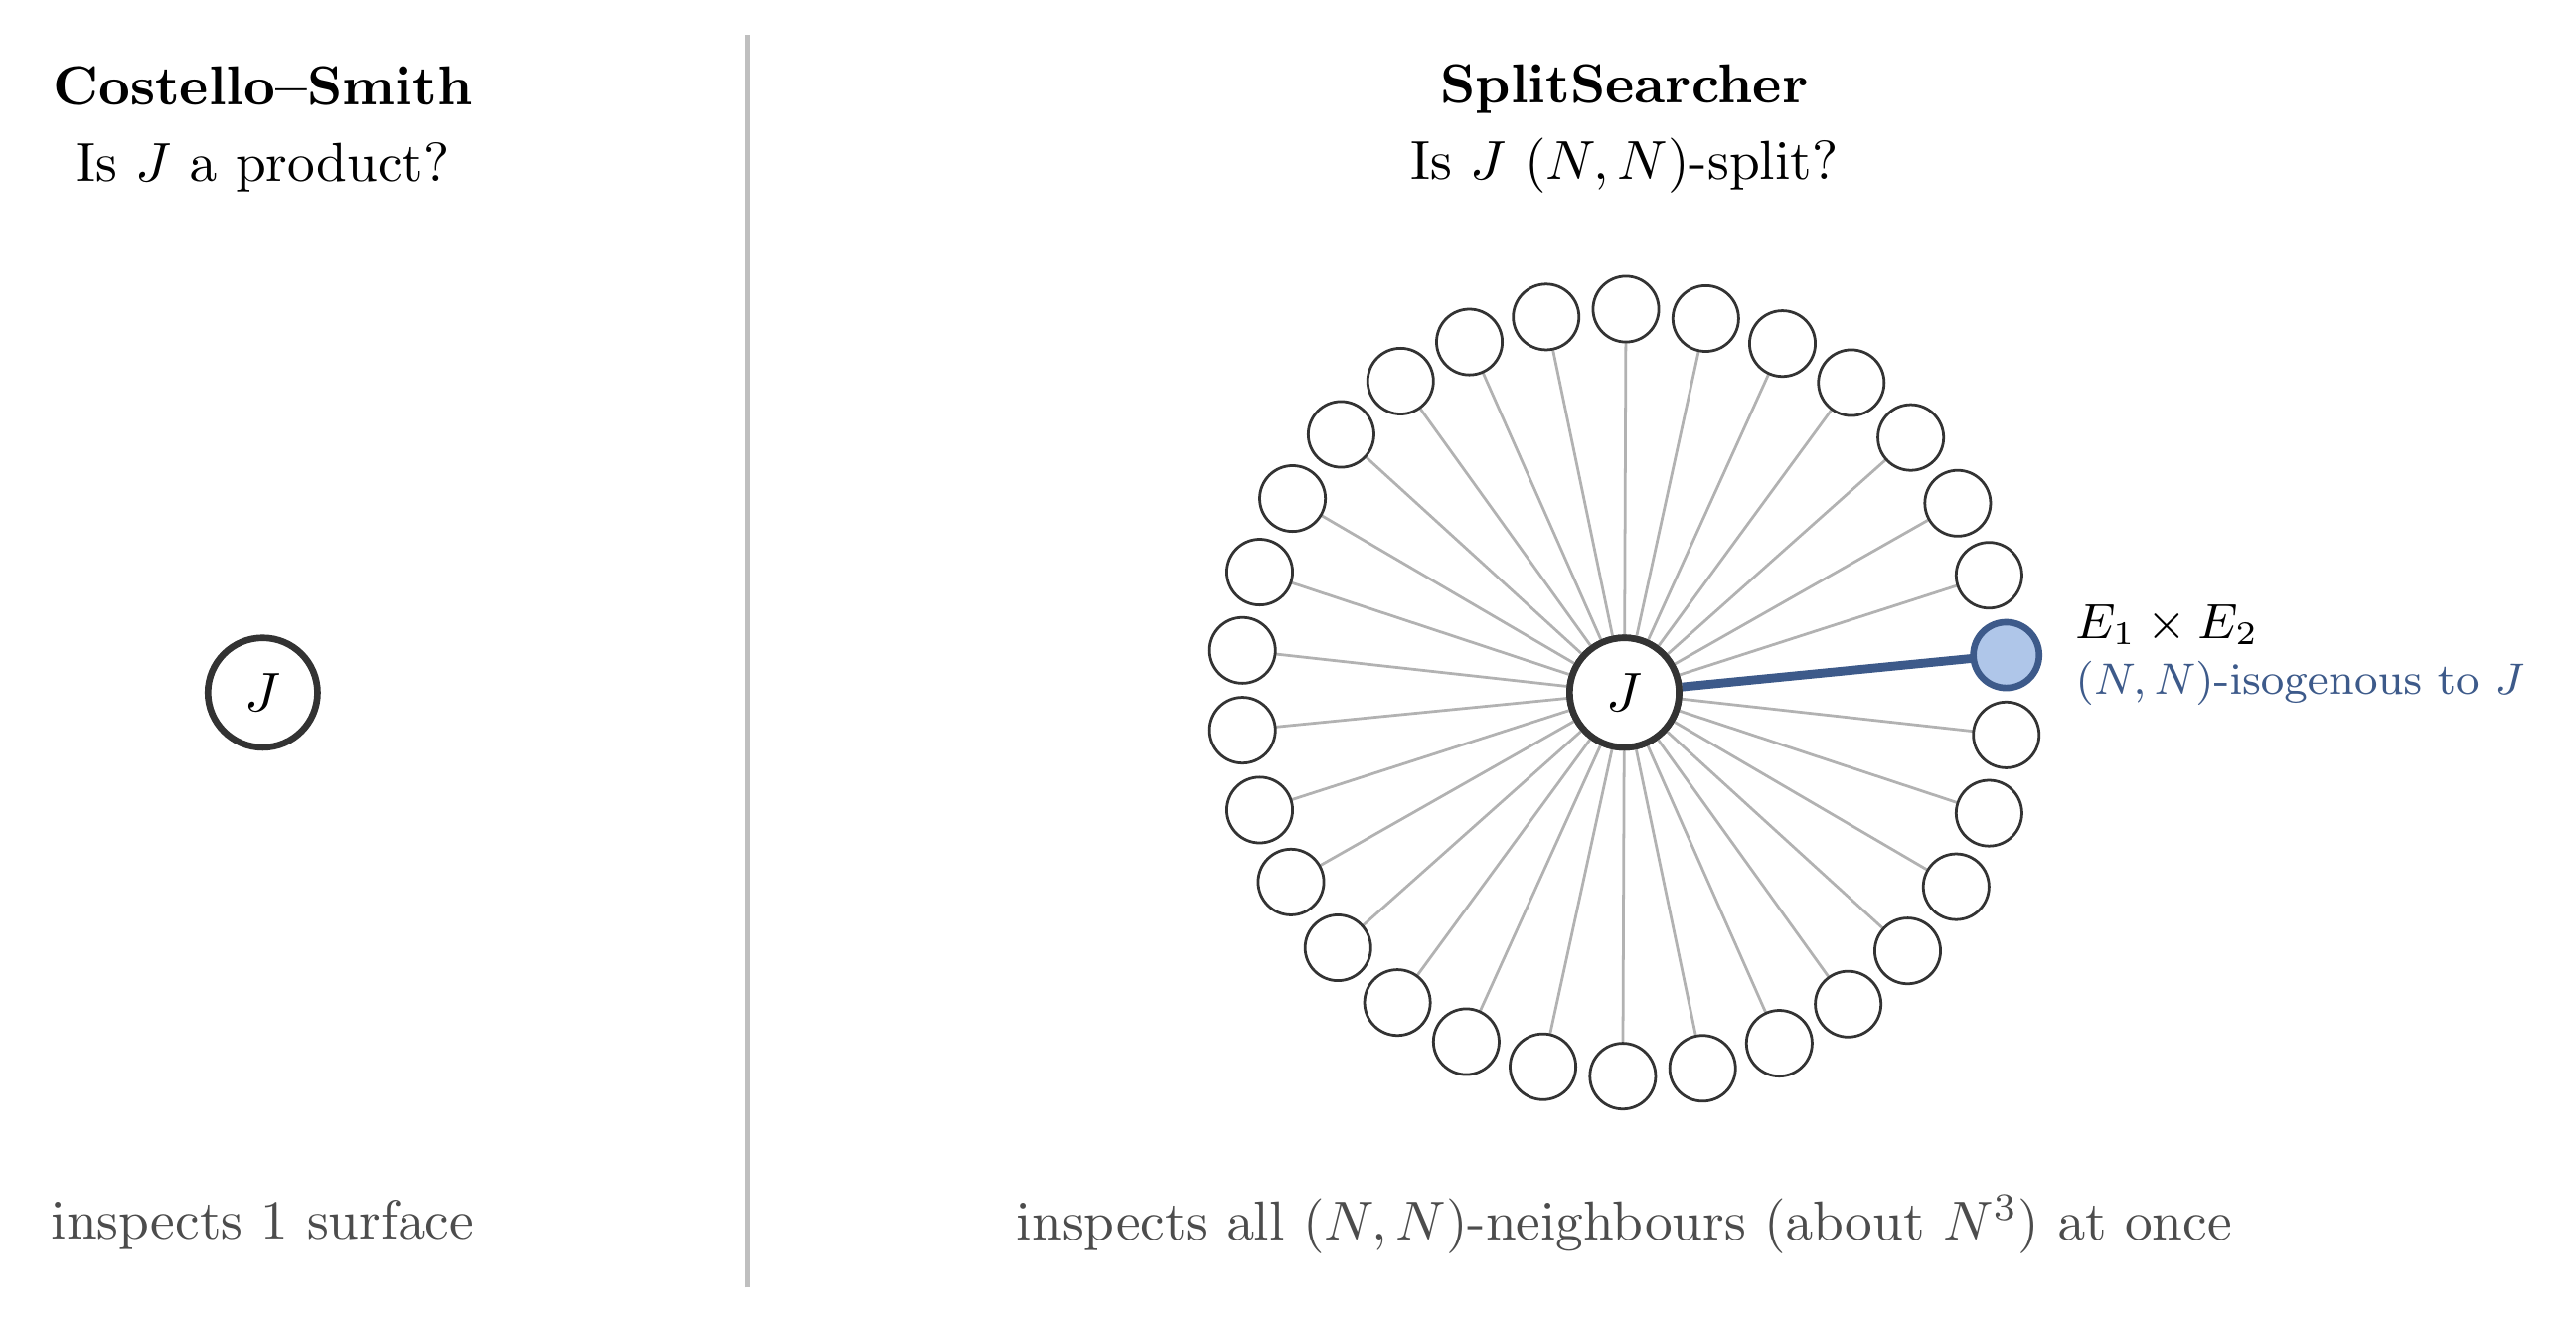 Costello–Smith
Is J a product?
J
inspects 1 surface
SplitSearcher
Is J (N, N)-split?
J
E₁ × E₂
(N, N)-isogenous to J
inspects all (N, N)-neighbours (about N³) at once